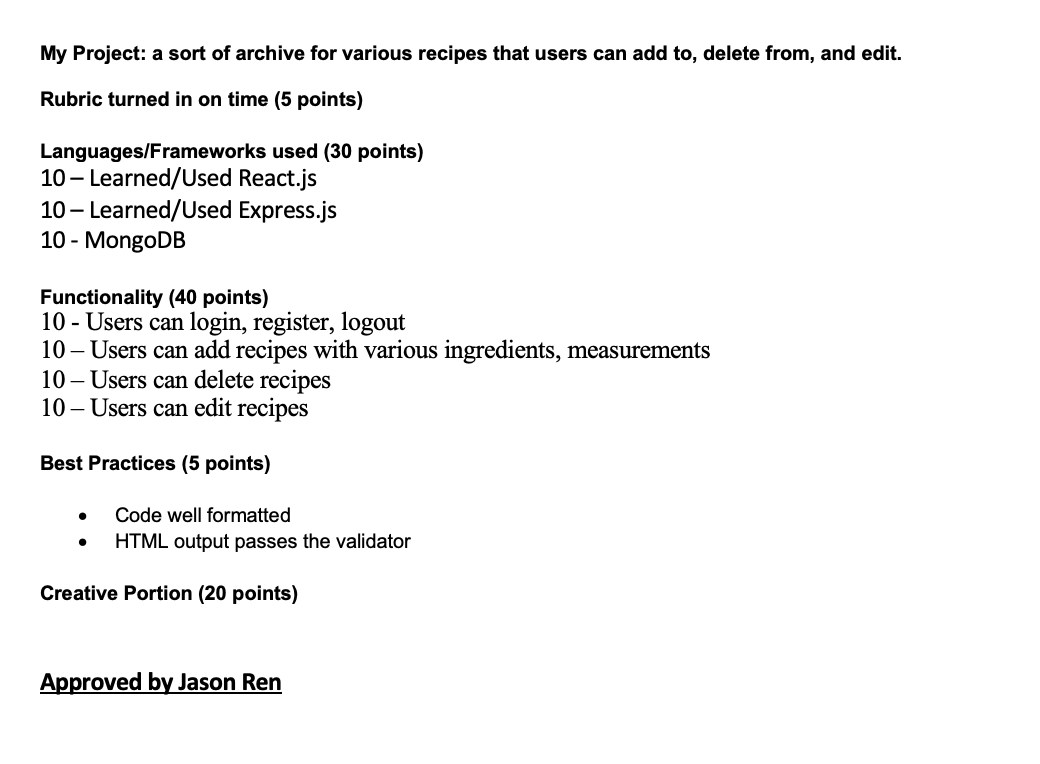 My Project: a sort of archive for various recipes that users can add to, delete from, and edit.
Rubric turned in on time (5 points)
Languages/Frameworks used (30 points)
10 – Learned/Used React.js
10 – Learned/Used Express.js
10 - MongoDB
Functionality (40 points)
10 - Users can login, register, logout
10 – Users can add recipes with various ingredients, measurements
10 – Users can delete recipes
10 – Users can edit recipes
Best Practices (5 points)
• Code well formatted
• HTML output passes the validator
Creative Portion (20 points)
Approved by Jason Ren